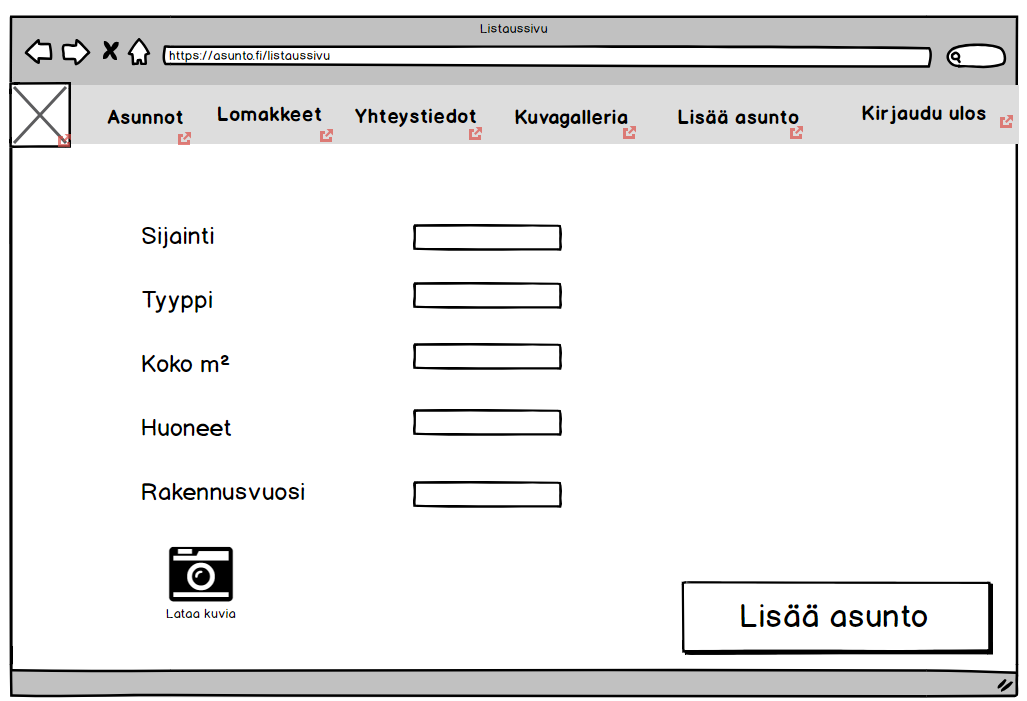 Listaussivu
https://asunto.fi/listaussivu
Asunnot Lomakkeet Yhteystiedot Kuvagalleria Lisää asunto Kirjaudu ulos
Sijainti
Tyyppi
Koko m²
Huoneet
Rakennusvuosi
Lataa kuvia
Lisää asunto